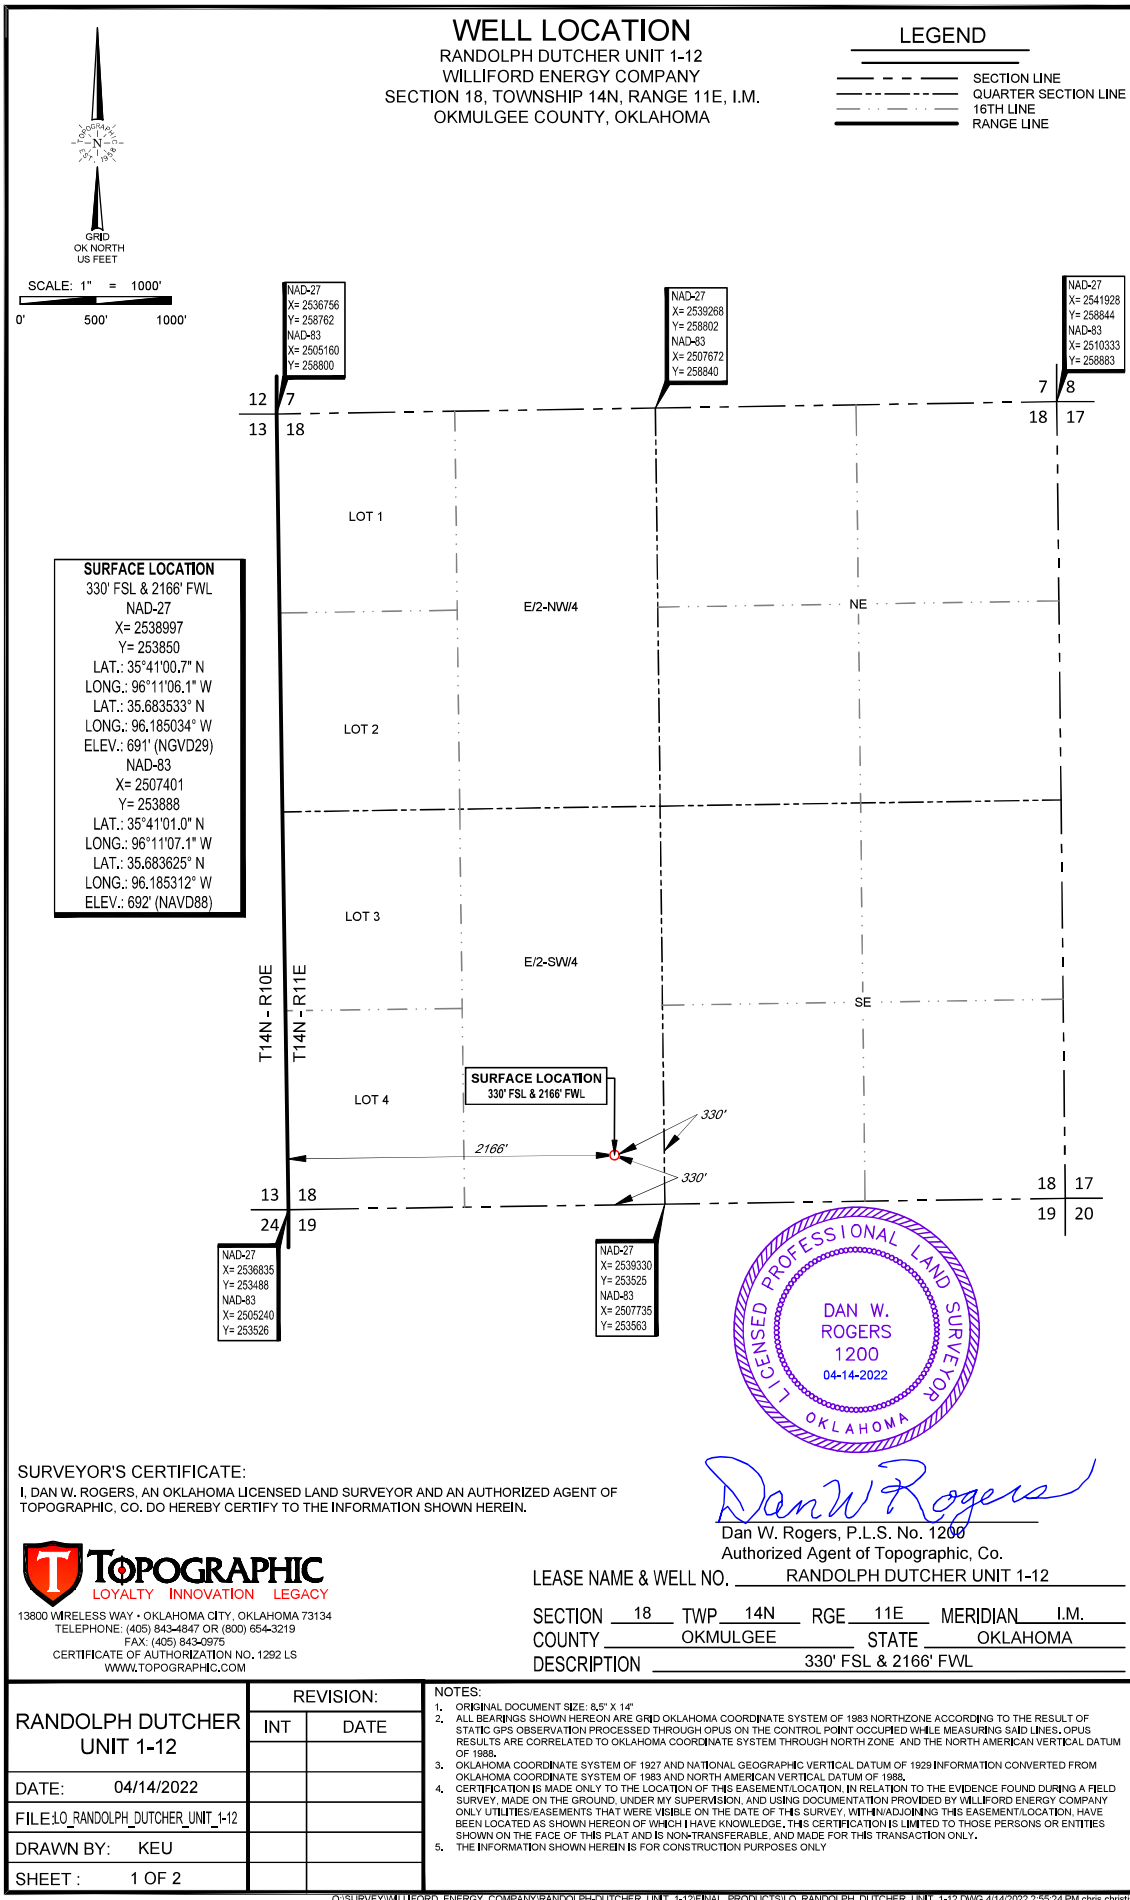 WELL LOCATION
RANDOLPH DUTCHER UNIT 1-12
WILLIFORD ENERGY COMPANY
SECTION 18, TOWNSHIP 14N, RANGE 11E, I.M.
OKMULGEE COUNTY, OKLAHOMA
LEGEND
SECTION LINE
QUARTER SECTION LINE
16TH LINE
RANGE LINE
TOPOGRAPHIC
N
EST. 1958
GRID
OK NORTH
US FEET
SCALE: 1" = 1000'
0' 500' 1000'
NAD-27
X= 2536756
Y= 258762
NAD-83
X= 2505160
Y= 258800
NAD-27
X= 2539268
Y= 258802
NAD-83
X= 2507672
Y= 258840
NAD-27
X= 2541928
Y= 258844
NAD-83
X= 2510333
Y= 258883
12 7
13 18
7 8
18 17
LOT 1
E/2-NW/4
NE
LOT 2
SURFACE LOCATION
330' FSL & 2166' FWL
NAD-27
X= 2538997
Y= 253850
LAT.: 35°41'00.7" N
LONG.: 96°11'06.1" W
LAT.: 35.683533° N
LONG.: 96.185034° W
ELEV.: 691' (NGVD29)
NAD-83
X= 2507401
Y= 253888
LAT.: 35°41'01.0" N
LONG.: 96°11'07.1" W
LAT.: 35.683625° N
LONG.: 96.185312° W
ELEV.: 692' (NAVD88)
LOT 3
E/2-SW/4
SE
T14N - R10E
T14N - R11E
LOT 4
SURFACE LOCATION
330' FSL & 2166' FWL
330'
2166'
330'
13 18
24 19
18 17
19 20
NAD-27
X= 2536835
Y= 253488
NAD-83
X= 2505240
Y= 253526
NAD-27
X= 2539330
Y= 253525
NAD-83
X= 2507735
Y= 253563
LICENSED PROFESSIONAL LAND SURVEYOR
DAN W.
ROGERS
1200
04-14-2022
OKLAHOMA
SURVEYOR'S CERTIFICATE:
I, DAN W. ROGERS, AN OKLAHOMA LICENSED LAND SURVEYOR AND AN AUTHORIZED AGENT OF
TOPOGRAPHIC, CO. DO HEREBY CERTIFY TO THE INFORMATION SHOWN HEREIN.
Dan W Rogers
Dan W. Rogers, P.L.S. No. 1200
Authorized Agent of Topographic, Co.
T TOPOGRAPHIC
LOYALTY INNOVATION LEGACY
13800 WIRELESS WAY • OKLAHOMA CITY, OKLAHOMA 73134
TELEPHONE: (405) 843-4847 OR (800) 654-3219
FAX: (405) 843-0975
CERTIFICATE OF AUTHORIZATION NO. 1292 LS
WWW.TOPOGRAPHIC.COM
LEASE NAME & WELL NO. RANDOLPH DUTCHER UNIT 1-12
SECTION 18 TWP 14N RGE 11E MERIDIAN I.M.
COUNTY OKMULGEE STATE OKLAHOMA
DESCRIPTION 330' FSL & 2166' FWL
RANDOLPH DUTCHER
UNIT 1-12
REVISION:
INT DATE
DATE: 04/14/2022
FILE:LO_RANDOLPH_DUTCHER_UNIT_1-12
DRAWN BY: KEU
SHEET : 1 OF 2
NOTES:
1. ORIGINAL DOCUMENT SIZE: 8.5" X 14"
2. ALL BEARINGS SHOWN HEREON ARE GRID OKLAHOMA COORDINATE SYSTEM OF 1983 NORTHZONE ACCORDING TO THE RESULT OF
STATIC GPS OBSERVATION PROCESSED THROUGH OPUS ON THE CONTROL POINT OCCUPIED WHILE MEASURING SAID LINES. OPUS
RESULTS ARE CORRELATED TO OKLAHOMA COORDINATE SYSTEM THROUGH NORTH ZONE AND THE NORTH AMERICAN VERTICAL DATUM
OF 1988.
3. OKLAHOMA COORDINATE SYSTEM OF 1927 AND NATIONAL GEOGRAPHIC VERTICAL DATUM OF 1929 INFORMATION CONVERTED FROM
OKLAHOMA COORDINATE SYSTEM OF 1983 AND NORTH AMERICAN VERTICAL DATUM OF 1988.
4. CERTIFICATION IS MADE ONLY TO THE LOCATION OF THIS EASEMENT/LOCATION, IN RELATION TO THE EVIDENCE FOUND DURING A FIELD
SURVEY, MADE ON THE GROUND, UNDER MY SUPERVISION, AND USING DOCUMENTATION PROVIDED BY WILLIFORD ENERGY COMPANY
ONLY UTILITIES/EASEMENTS THAT WERE VISIBLE ON THE DATE OF THIS SURVEY, WITHIN/ADJOINING THIS EASEMENT/LOCATION, HAVE
BEEN LOCATED AS SHOWN HEREON OF WHICH I HAVE KNOWLEDGE. THIS CERTIFICATION IS LIMITED TO THOSE PERSONS OR ENTITIES
SHOWN ON THE FACE OF THIS PLAT AND IS NON-TRANSFERABLE, AND MADE FOR THIS TRANSACTION ONLY.
5. THE INFORMATION SHOWN HEREIN IS FOR CONSTRUCTION PURPOSES ONLY